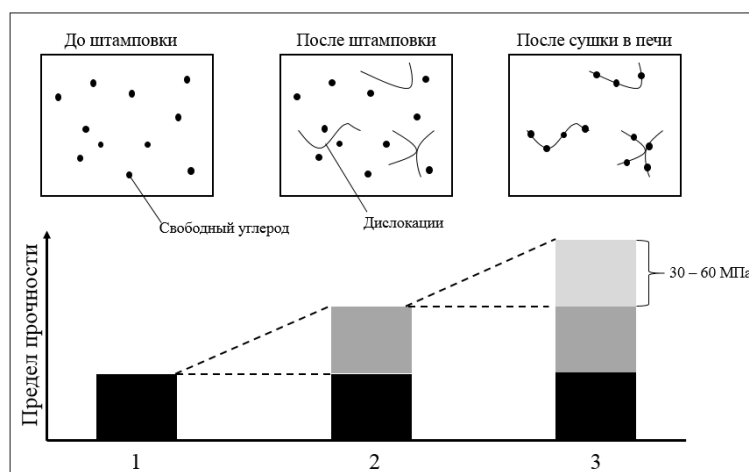 До штамповки
После штамповки
После сушки в печи
Свободный углерод
Дислокации
Предел прочности
30 – 60 МПа
1
2
3